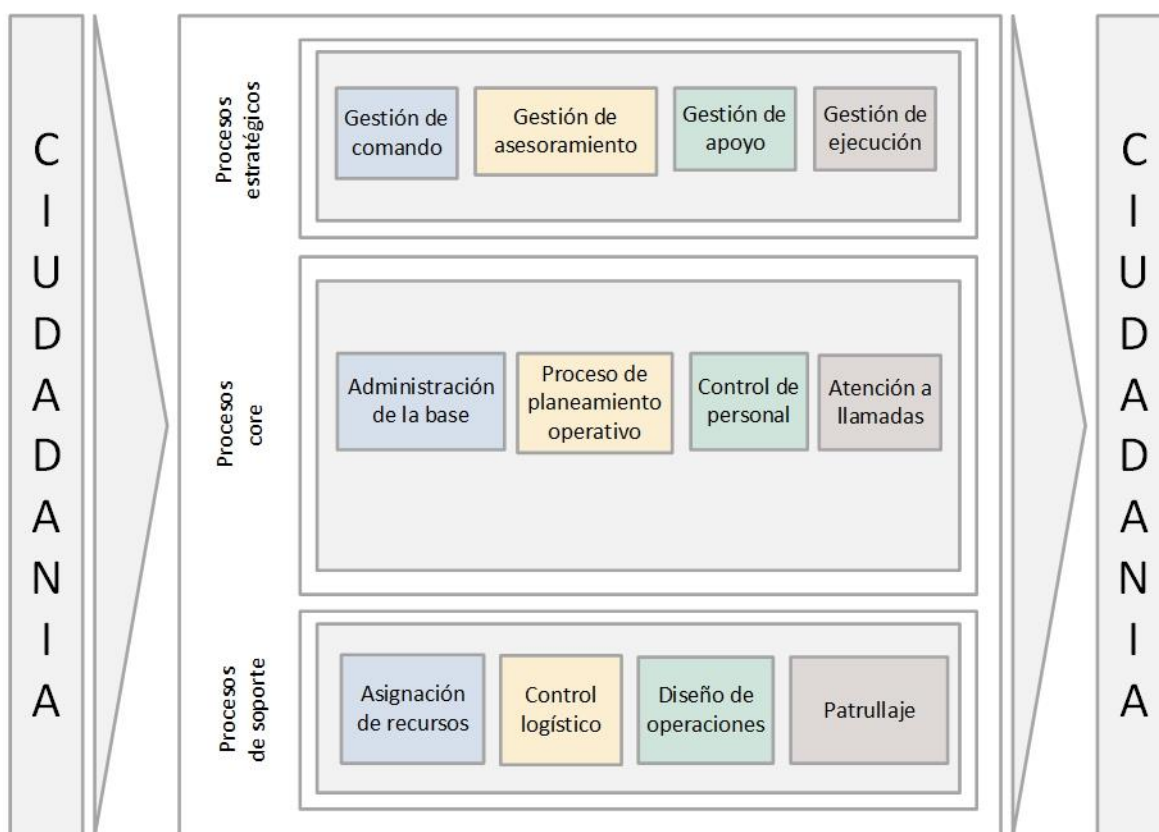 CIUDADANIA
Procesos
estratégicos
Gestión de
comando
Gestión de
asesoramiento
Gestión de
apoyo
Gestión de
ejecución
Procesos
core
Administración
de la base
Proceso de
planeamiento
operativo
Control de
personal
Atención a
llamadas
Procesos
de soporte
Asignación
de recursos
Control
logístico
Diseño de
operaciones
Patrullaje
CIUDADANIA